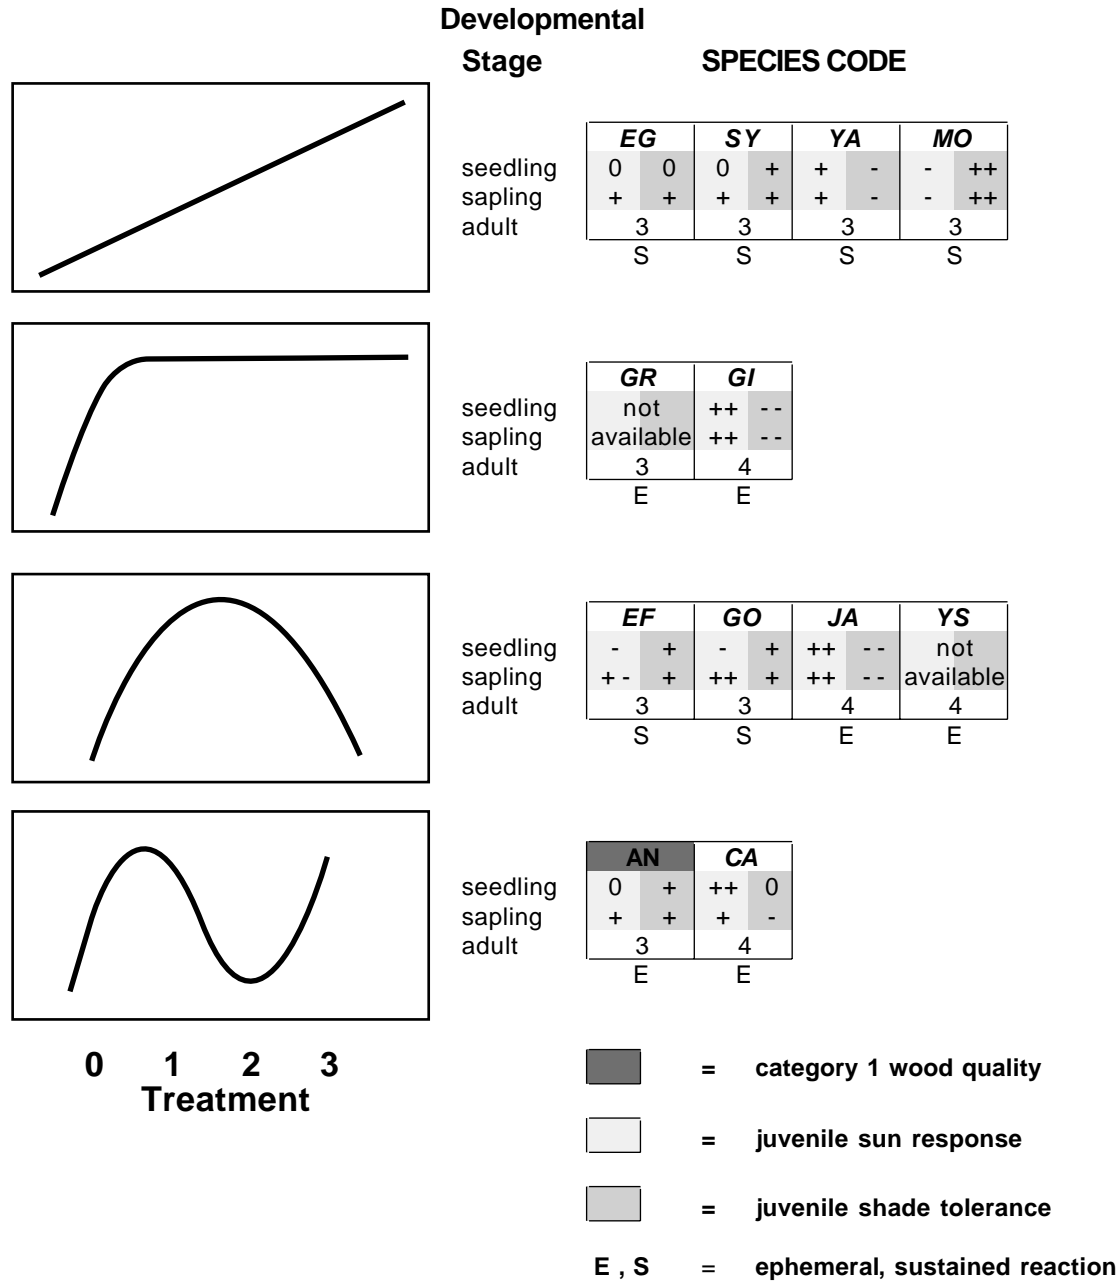 Developmental
Stage SPECIES CODE
EG SY YA MO
seedling 0 0 0 + + - - ++
sapling + + + + + - - ++
adult 3 3 3 3
S S S S
GR GI
seedling not ++ - -
sapling available ++ - -
adult 3 4
E E
EF GO JA YS
seedling - + - + ++ - - not
sapling + - + ++ + ++ - - available
adult 3 3 4 4
S S E E
AN CA
seedling 0 + ++ 0
sapling + + + -
adult 3 4
E E
0 1 2 3
Treatment
= category 1 wood quality
= juvenile sun response
= juvenile shade tolerance
E , S = ephemeral, sustained reaction